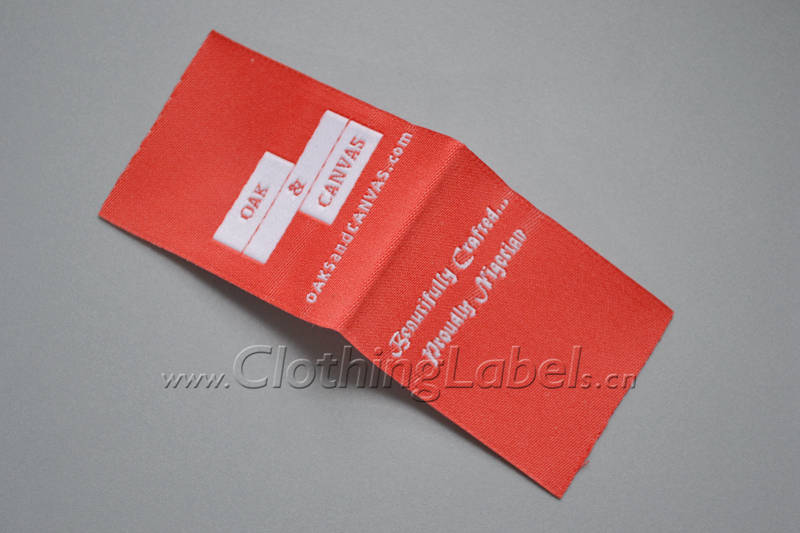 OAK
&
CANVAS
OAKSandCANVAS.com
Beautifully Crafted...
Proudly Nigerian
www.ClothingLabels.cn